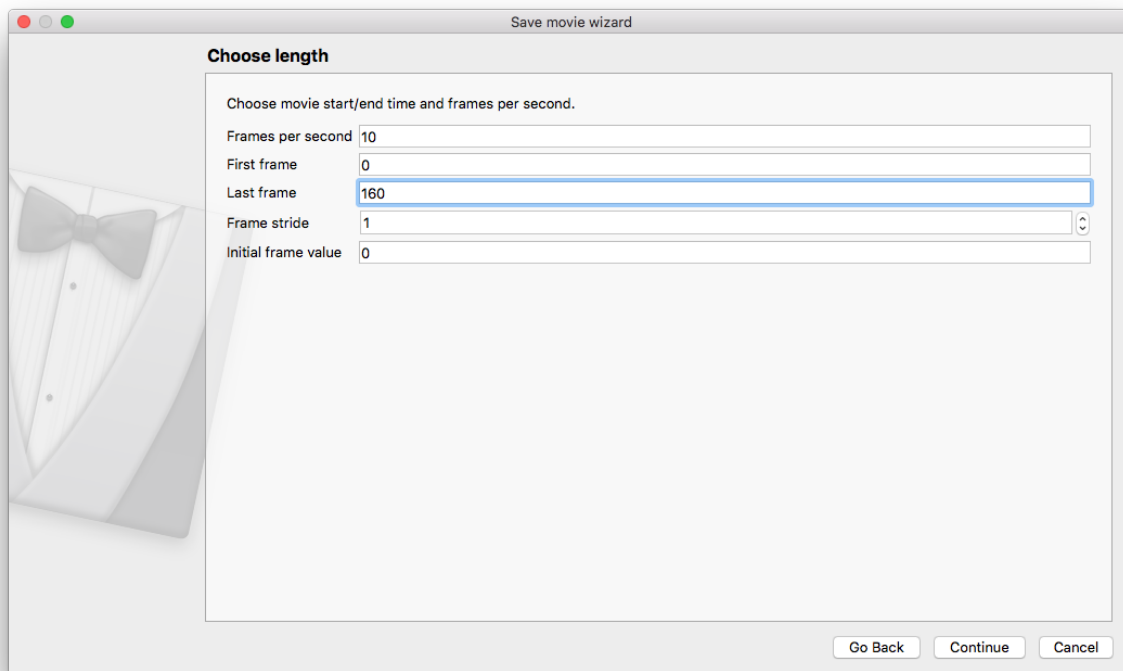 Save movie wizard
Choose length
Choose movie start/end time and frames per second.
Frames per second 10
First frame 0
Last frame 160
Frame stride 1
Initial frame value 0
Go Back Continue Cancel